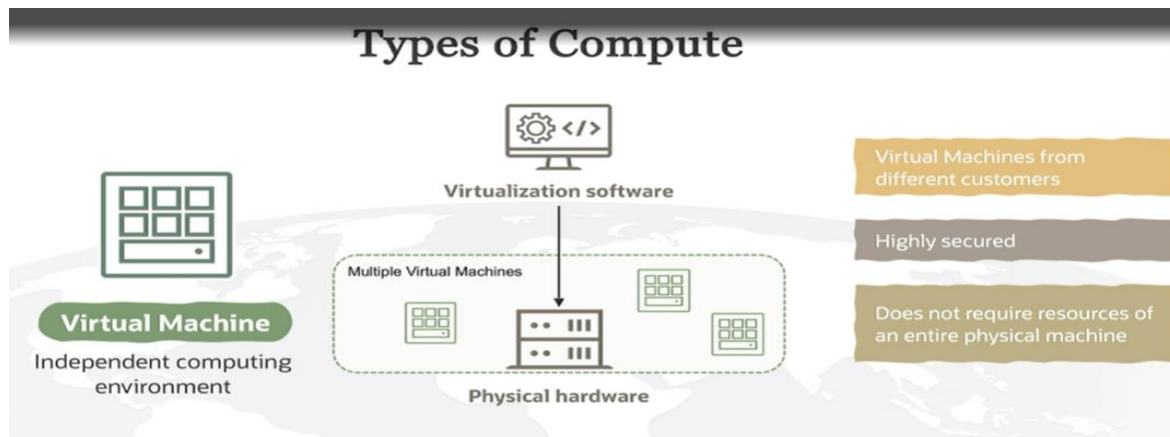 Types of Compute
</>
Virtualization software
Multiple Virtual Machines
Virtual Machine
Independent computing
environment
Physical hardware
Virtual Machines from
different customers
Highly secured
Does not require resources of
an entire physical machine